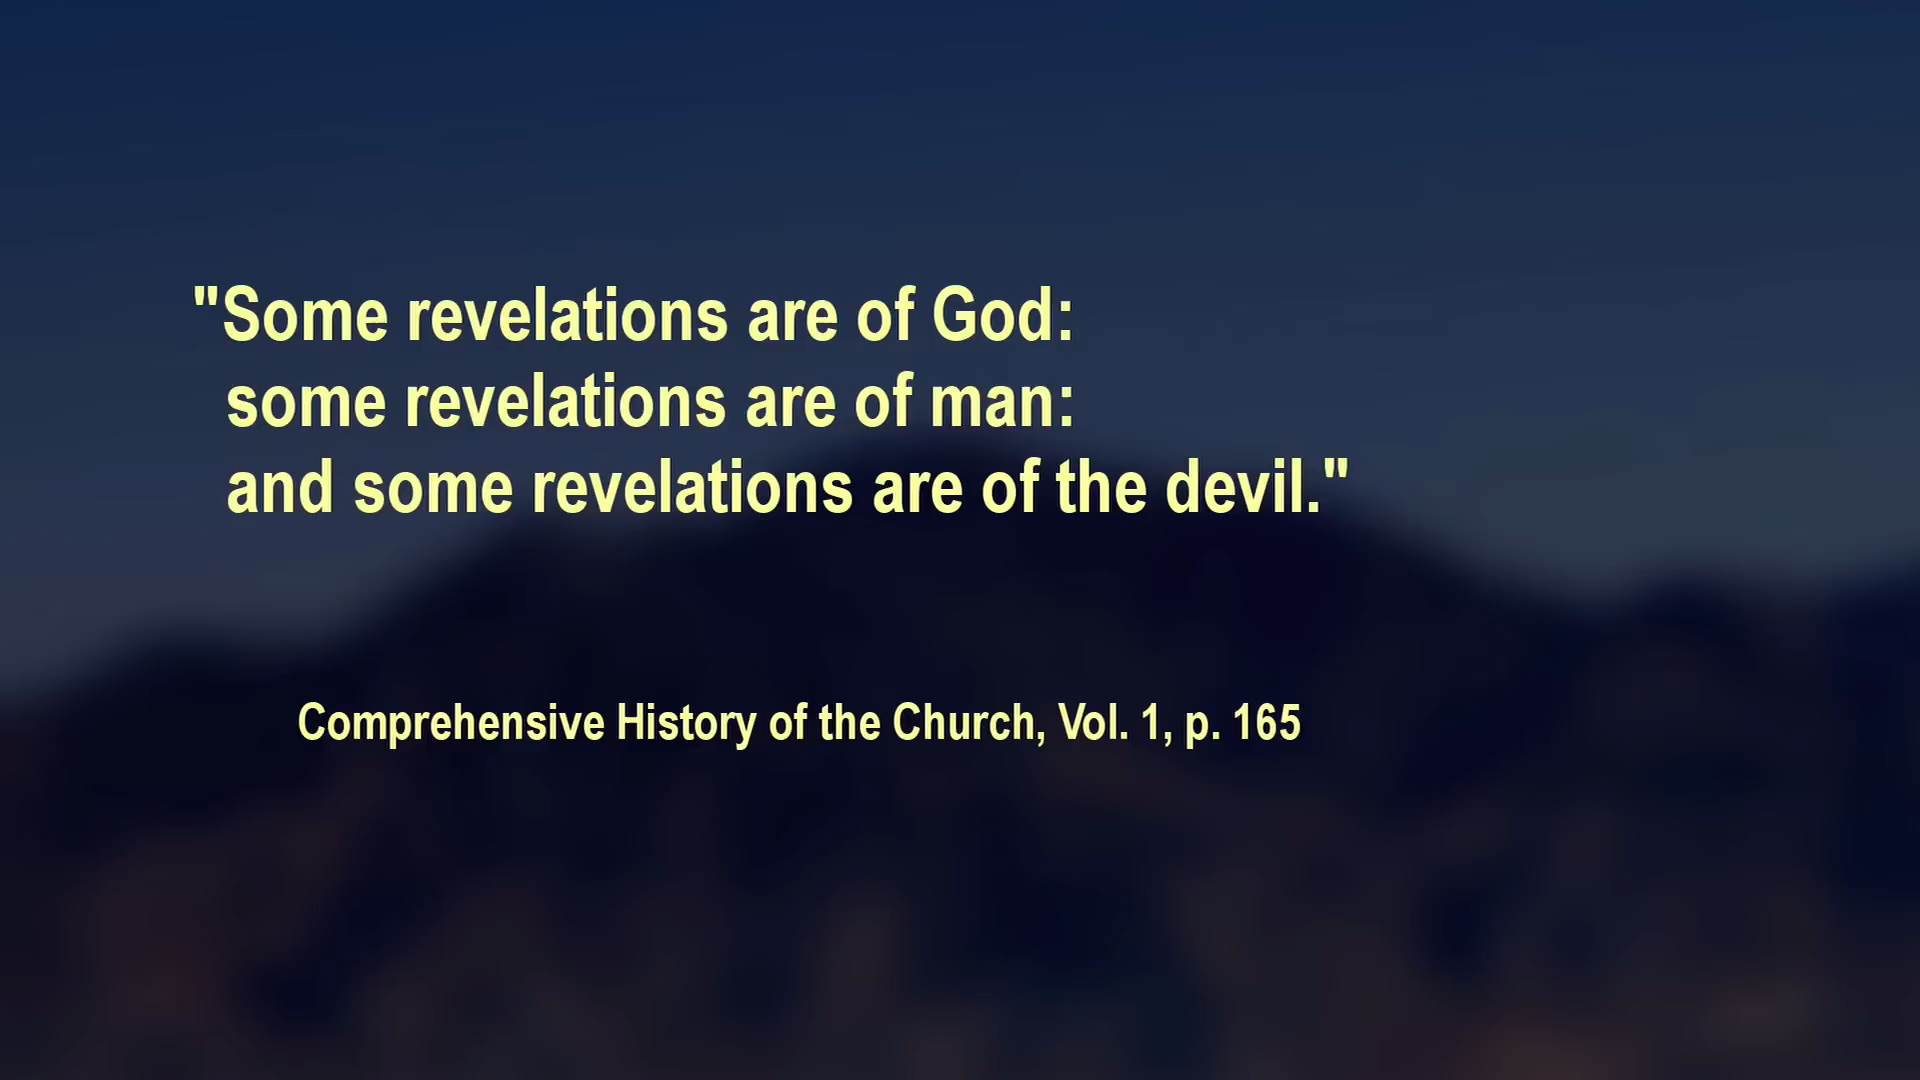 "Some revelations are of God:
some revelations are of man:
and some revelations are of the devil."
Comprehensive History of the Church, Vol. 1, p. 165